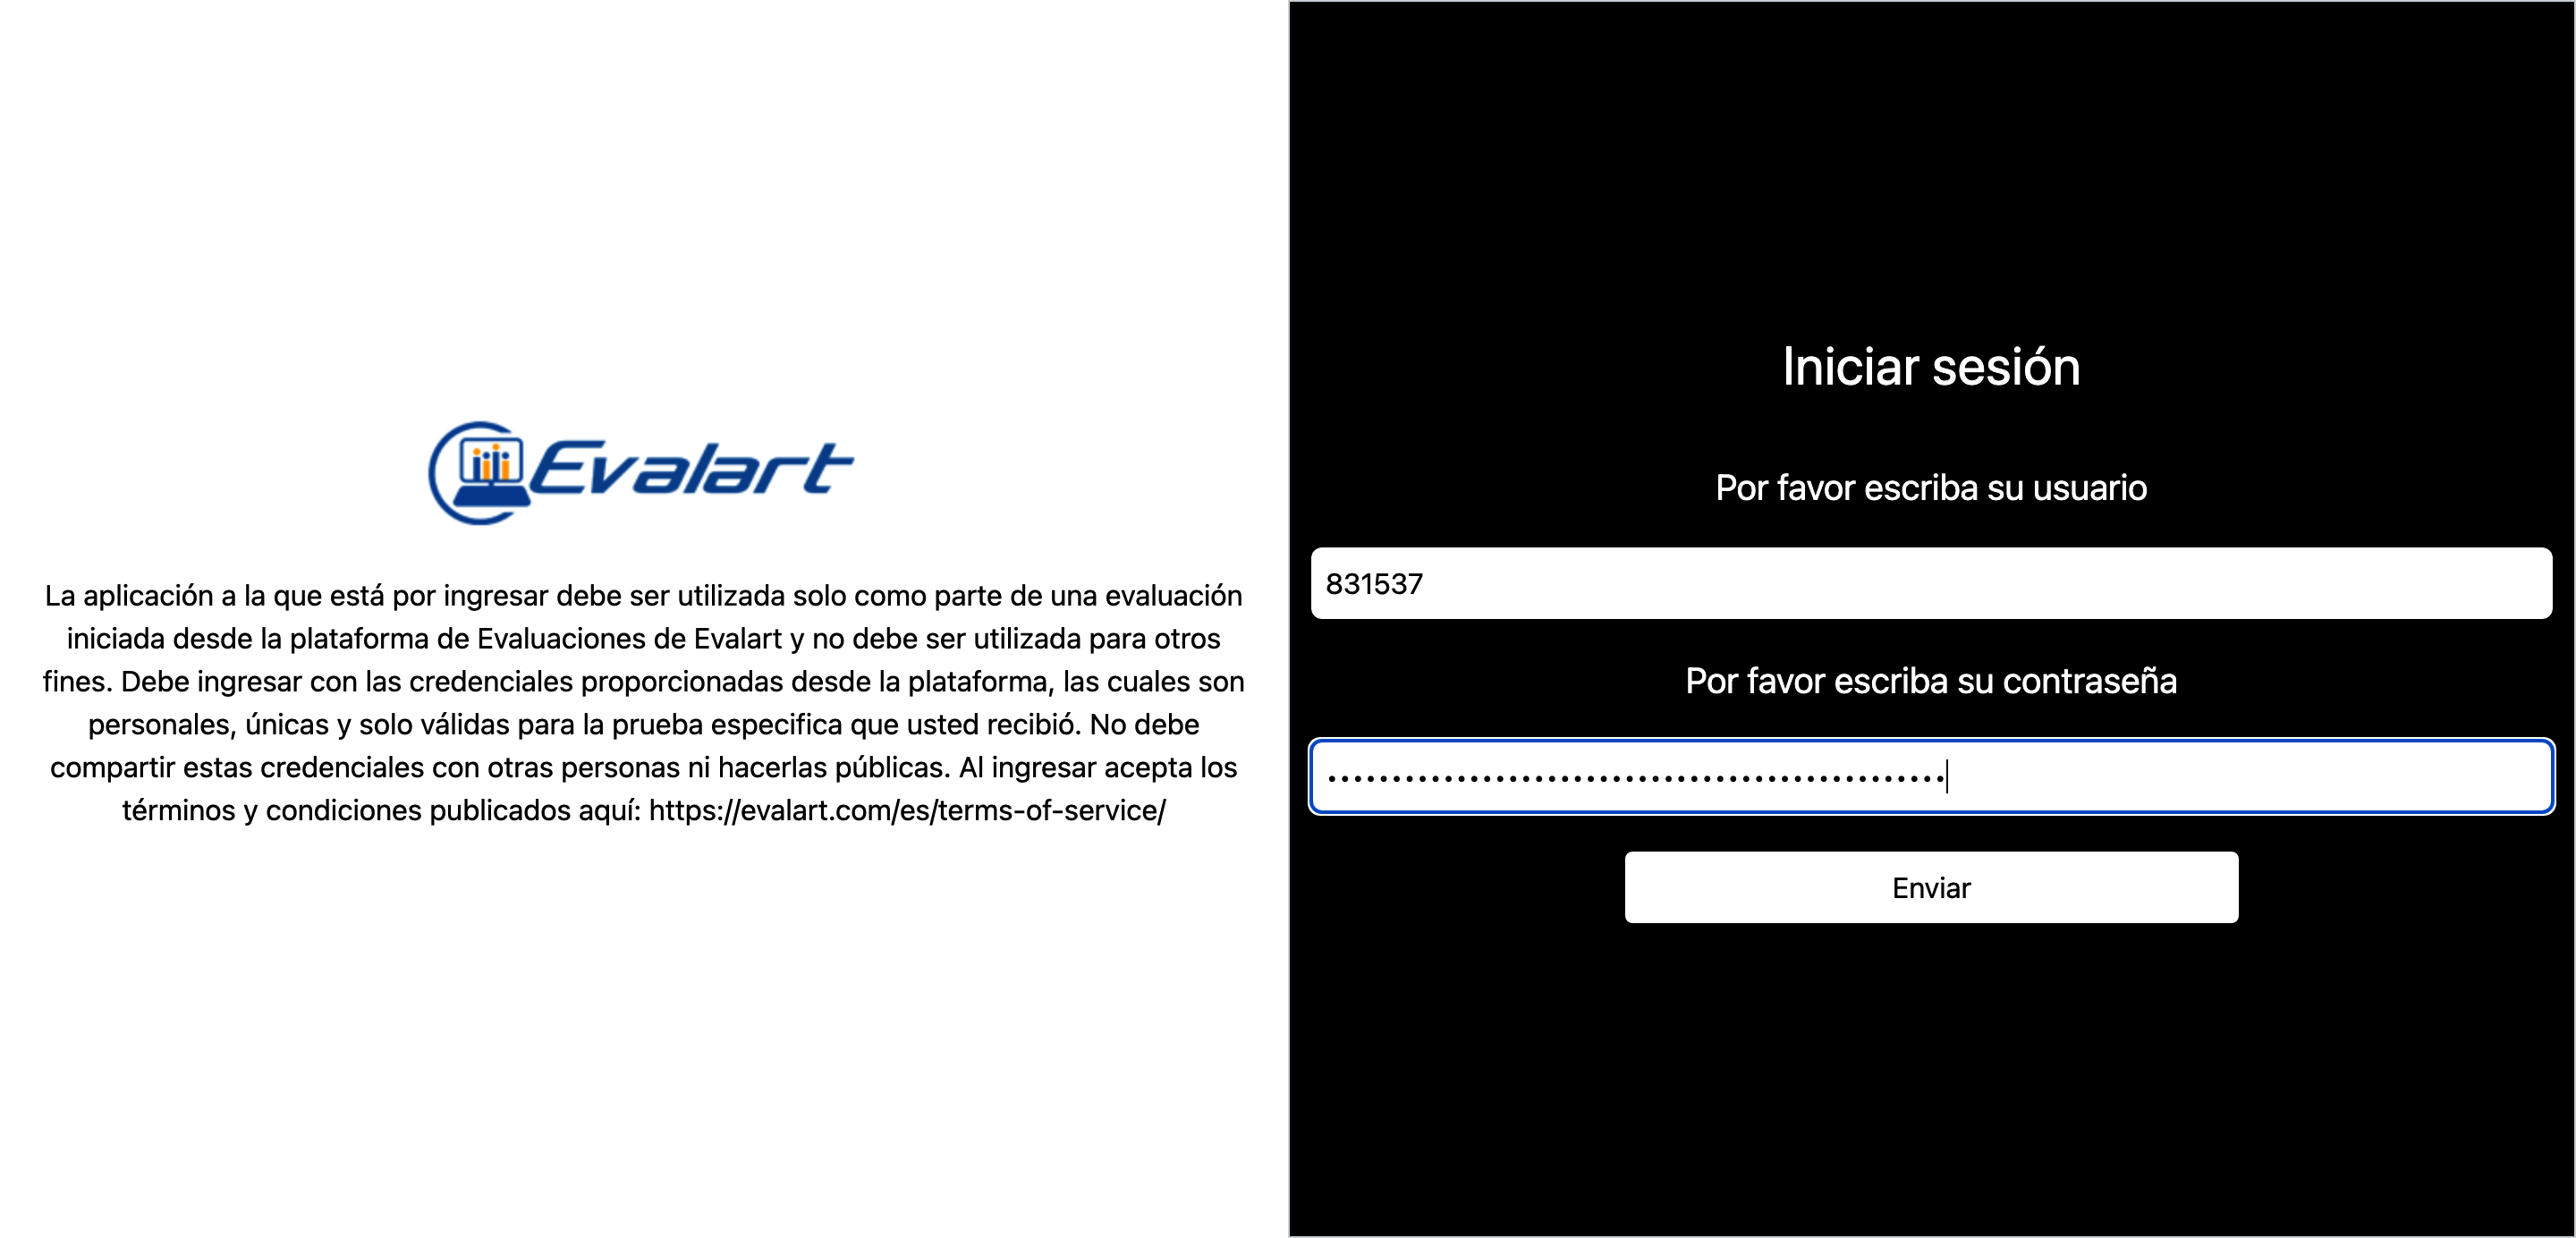 Evalart
La aplicación a la que está por ingresar debe ser utilizada solo como parte de una evaluación
iniciada desde la plataforma de Evaluaciones de Evalart y no debe ser utilizada para otros
fines. Debe ingresar con las credenciales proporcionadas desde la plataforma, las cuales son
personales, únicas y solo válidas para la prueba especifica que usted recibió. No debe
compartir estas credenciales con otras personas ni hacerlas públicas. Al ingresar acepta los
términos y condiciones publicados aquí: https://evalart.com/es/terms-of-service/
Iniciar sesión
Por favor escriba su usuario
831537
Por favor escriba su contraseña
Enviar